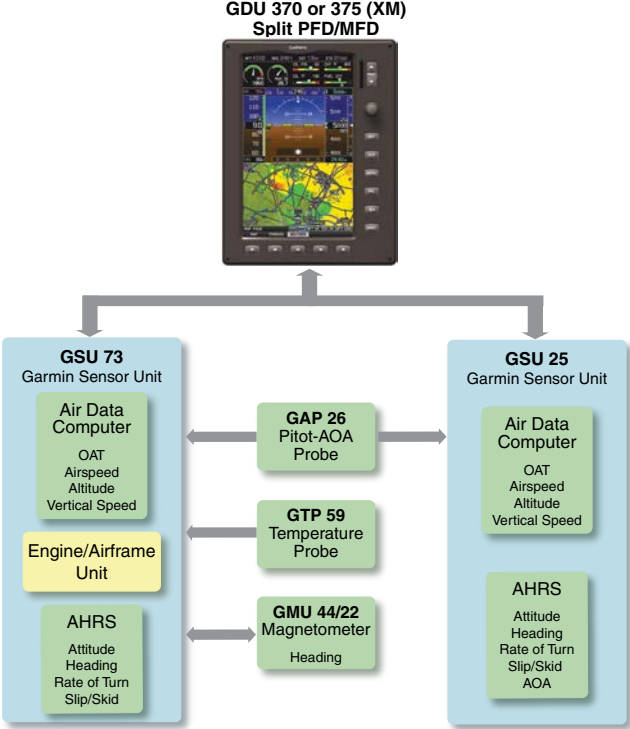 GDU 370 or 375 (XM)
Split PFD/MFD
GARMIN
GSU 73
Garmin Sensor Unit
Air Data
Computer
OAT
Airspeed
Altitude
Vertical Speed
Engine/Airframe
Unit
AHRS
Attitude
Heading
Rate of Turn
Slip/Skid
GAP 26
Pitot-AOA
Probe
GTP 59
Temperature
Probe
GMU 44/22
Magnetometer
Heading
GSU 25
Garmin Sensor Unit
Air Data
Computer
OAT
Airspeed
Altitude
Vertical Speed
AHRS
Attitude
Heading
Rate of Turn
Slip/Skid
AOA